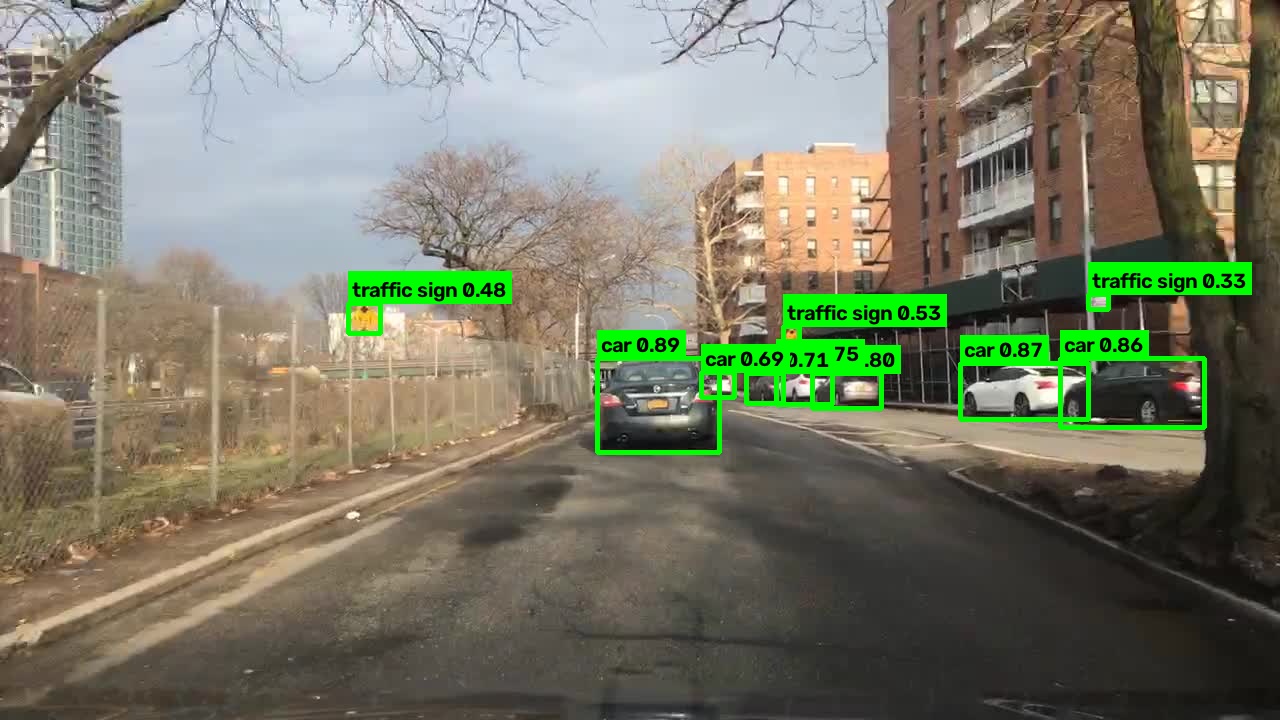 traffic sign 0.48
traffic sign 0.33
traffic sign 0.53
car 0.89
car 0.69
0.71
75
.80
car 0.87
car 0.86